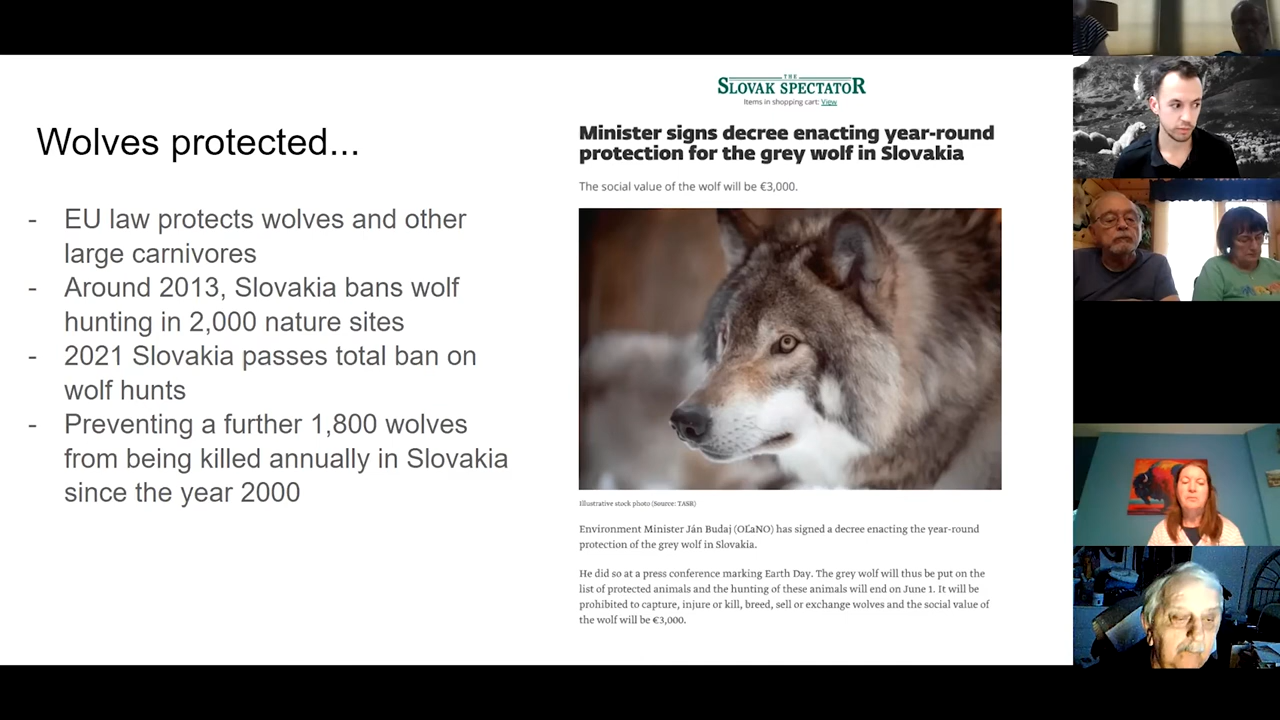 Wolves protected...
- EU law protects wolves and other
large carnivores
- Around 2013, Slovakia bans wolf
hunting in 2,000 nature sites
- 2021 Slovakia passes total ban on
wolf hunts
- Preventing a further 1,800 wolves
from being killed annually in Slovakia
since the year 2000
THE
SLOVAK SPECTATOR
Items in shopping cart: View
Minister signs decree enacting year-round
protection for the grey wolf in Slovakia
The social value of the wolf will be €3,000.
Illustrative stock photo (Source: TASR)
Environment Minister Ján Budaj (OĽaNO) has signed a decree enacting the year-round
protection of the grey wolf in Slovakia.
He did so at a press conference marking Earth Day. The grey wolf will thus be put on the
list of protected animals and the hunting of these animals will end on June 1. It will be
prohibited to capture, injure or kill, breed, sell or exchange wolves and the social value of
the wolf will be €3,000.